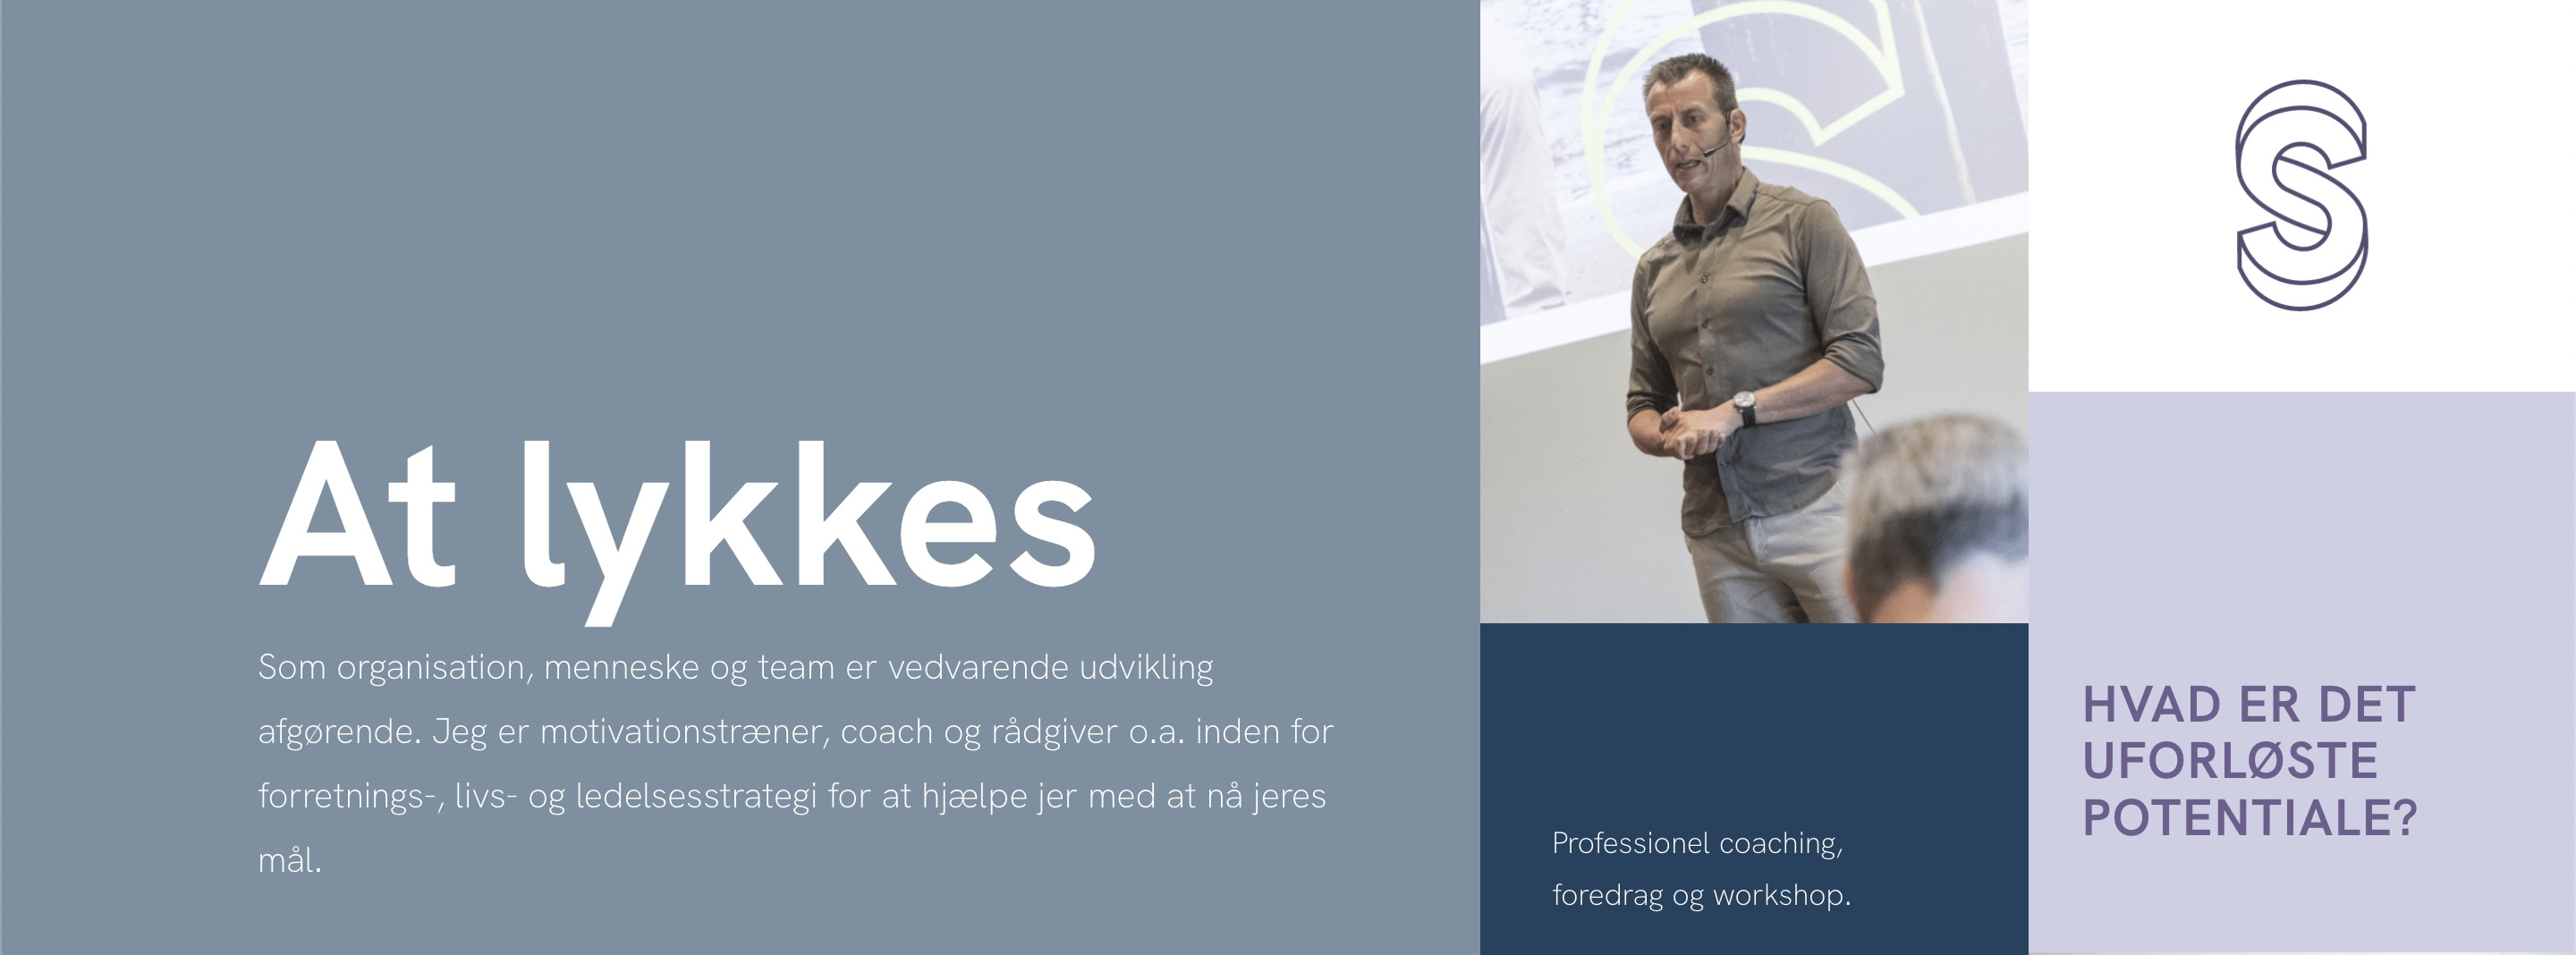 At lykkes
Som organisation, menneske og team er vedvarende udvikling
afgørende. Jeg er motivationstræner, coach og rådgiver o.a. inden for
forretnings-, livs- og ledelsesstrategi for at hjælpe jer med at nå jeres
mål.
Professionel coaching,
foredrag og workshop.
S
HVAD ER DET
UFORLØSTE
POTENTIALE?